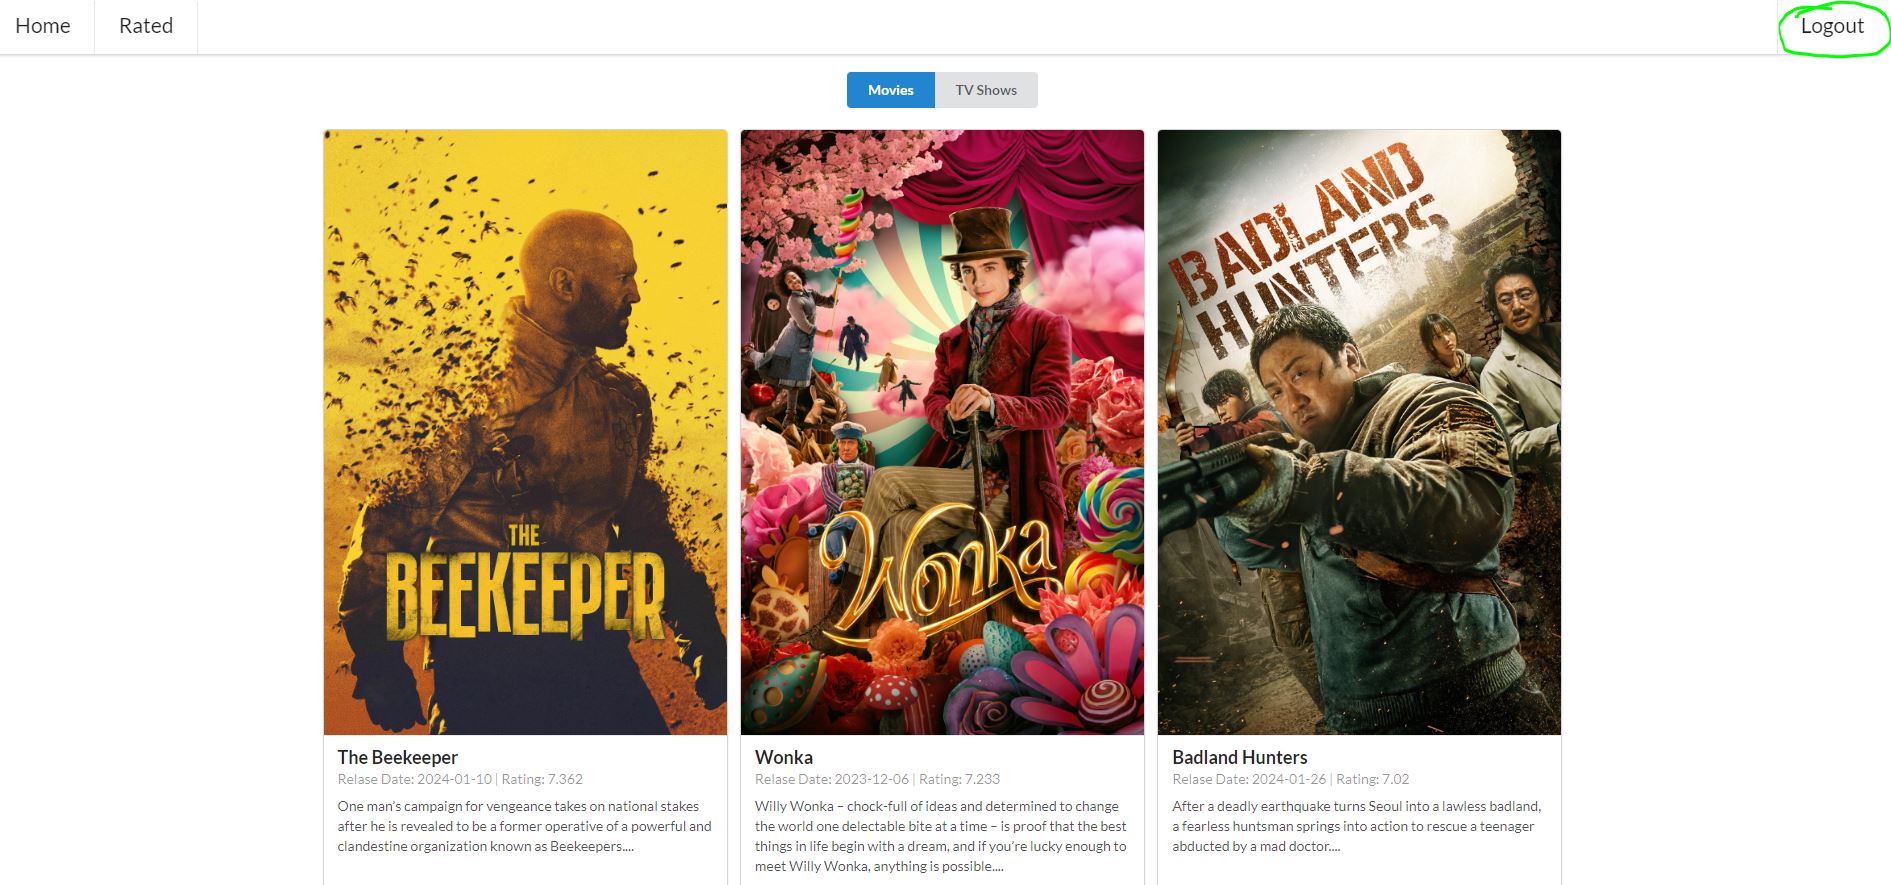 Home
Rated
Logout
Movies
TV Shows
THE
BEEKEEPER
Wonka
BADLAND
HUNTERS
The Beekeeper
Relase Date: 2024-01-10 | Rating: 7.362
One man’s campaign for vengeance takes on national stakes
after he is revealed to be a former operative of a powerful and
clandestine organization known as Beekeepers....
Wonka
Relase Date: 2023-12-06 | Rating: 7.233
Willy Wonka – chock-full of ideas and determined to change
the world one delectable bite at a time – is proof that the best
things in life begin with a dream, and if you’re lucky enough to
meet Willy Wonka, anything is possible....
Badland Hunters
Relase Date: 2024-01-26 | Rating: 7.02
After a deadly earthquake turns Seoul into a lawless badland,
a fearless huntsman springs into action to rescue a teenager
abducted by a mad doctor....